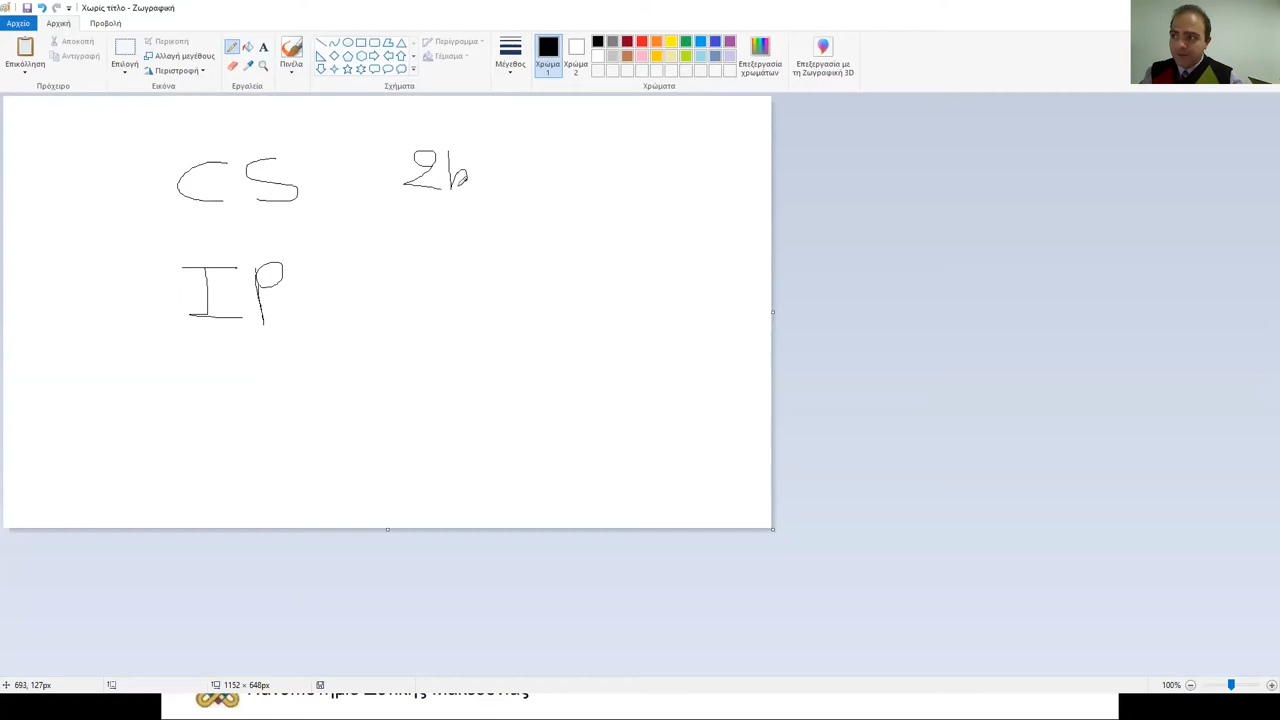 Χωρίς τίτλο - Ζωγραφική
Αρχείο Αρχική Προβολή
Επικόλληση Αποκοπή Αντιγραφή Πρόχειρο
Επιλογή Περικοπή Αλλαγή μεγέθους Περιστροφή Εικόνα
Εργαλεία
Πινέλα
Περίγραμμα Γέμισμα Σχήματα
Μέγεθος
Χρώμα 1 Χρώμα 2 Επεξεργασία χρωμάτων Χρώματα
Επεξεργασία με τη Ζωγραφική 3D
CS 2b
IP
693, 127px 1152 × 648px 100%